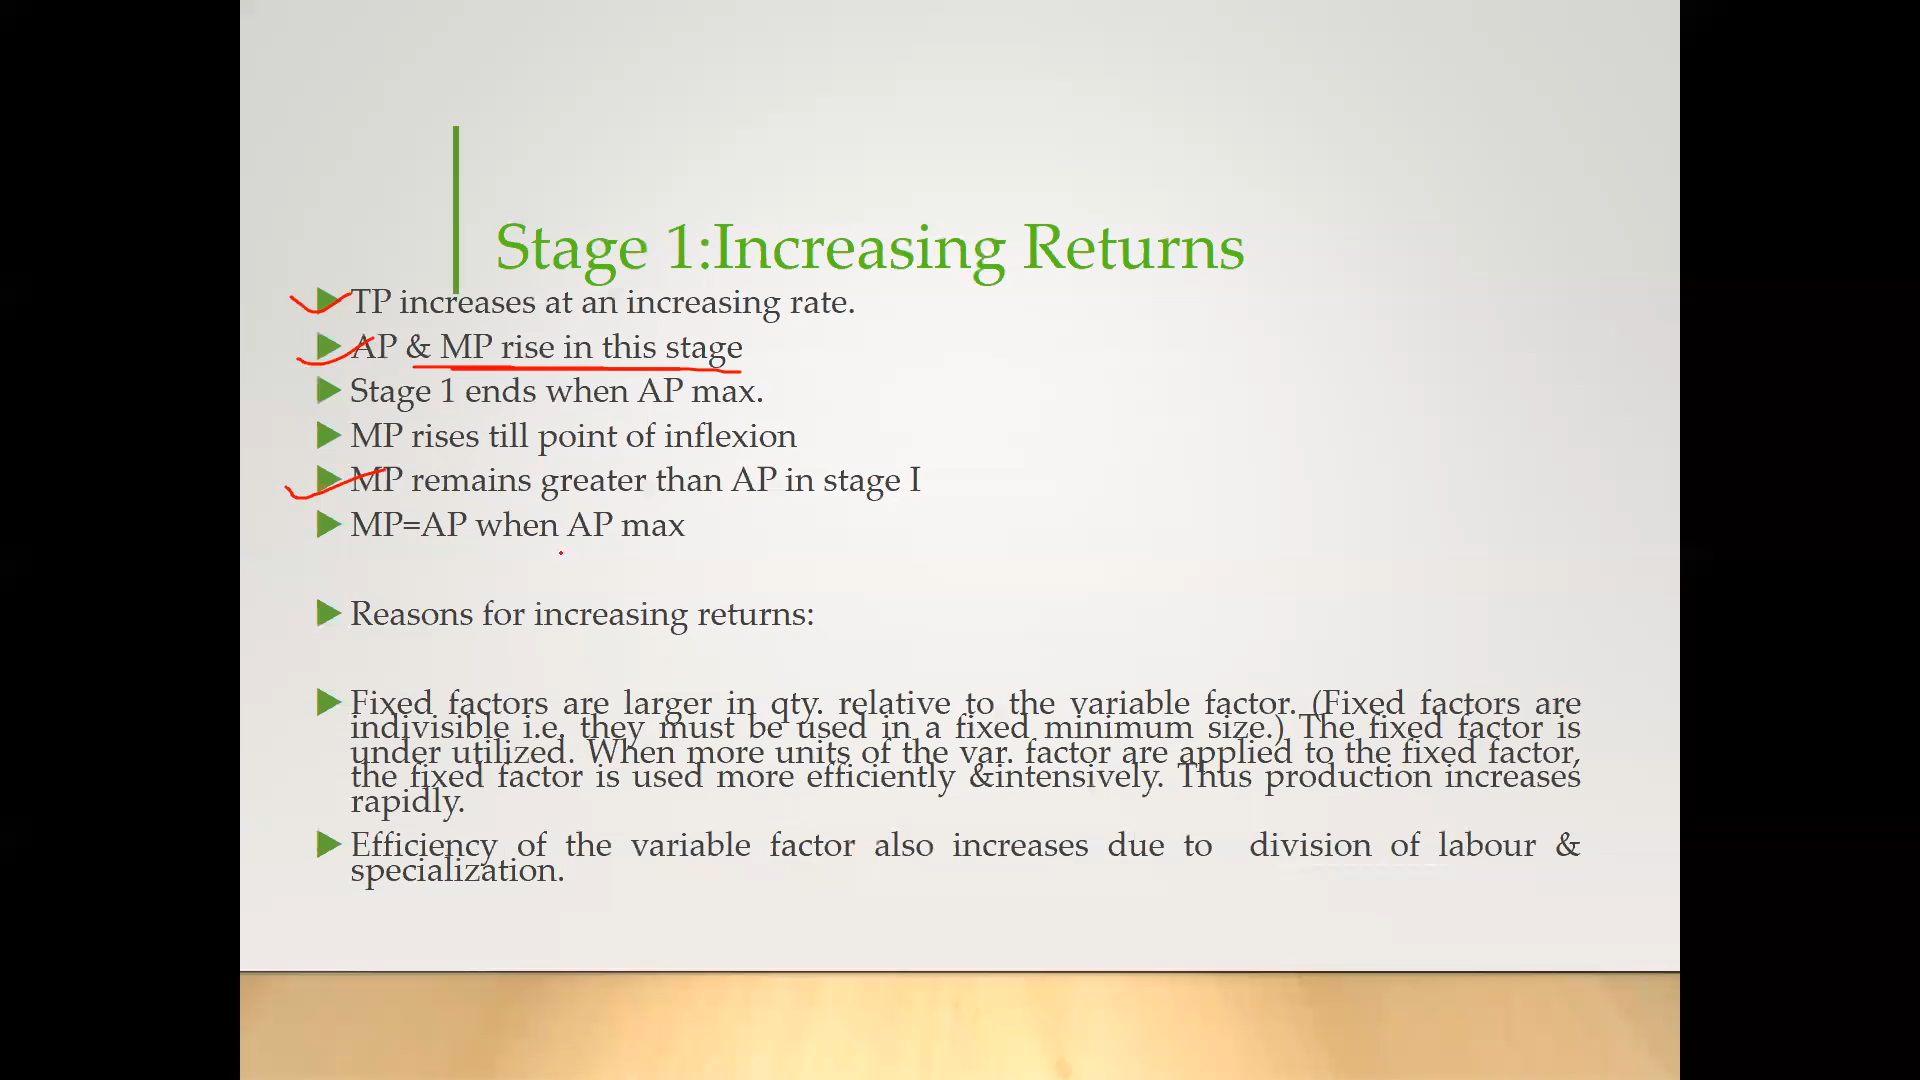 Stage 1:Increasing Returns
TP increases at an increasing rate.
AP & MP rise in this stage
Stage 1 ends when AP max.
MP rises till point of inflexion
MP remains greater than AP in stage I
MP=AP when AP max
Reasons for increasing returns:
Fixed factors are larger in qty. relative to the variable factor. (Fixed factors are
indivisible i.e. they must be used in a fixed minimum size.) The fixed factor is
under utilized. When more units of the var. factor are applied to the fixed factor,
the fixed factor is used more efficiently &intensively. Thus production increases
rapidly.
Efficiency of the variable factor also increases due to division of labour &
specialization.